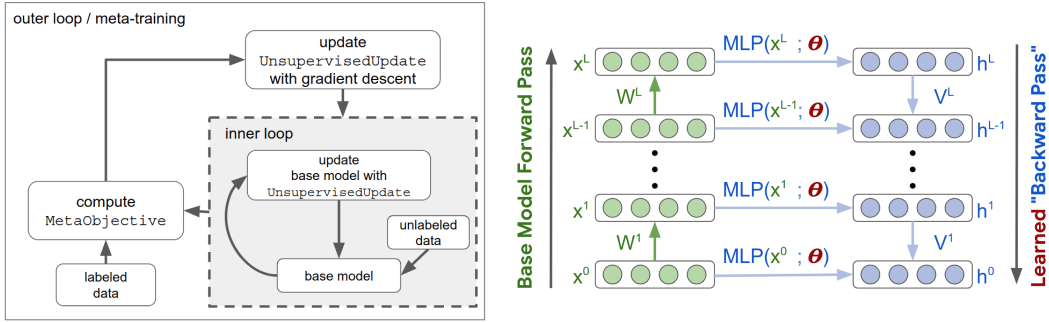 outer loop / meta-training
update
UnsupervisedUpdate
with gradient descent
inner loop
update
base model with
UnsupervisedUpdate
compute
MetaObjective
unlabeled
data
base model
labeled
data
Base Model Forward Pass
x^L
MLP(x^L ; θ)
h^L
W^L
V^L
x^{L-1}
MLP(x^{L-1}; θ)
h^{L-1}
x^1
MLP(x^1 ; θ)
h^1
W^1
V^1
x^0
MLP(x^0 ; θ)
h^0
Learned "Backward Pass"